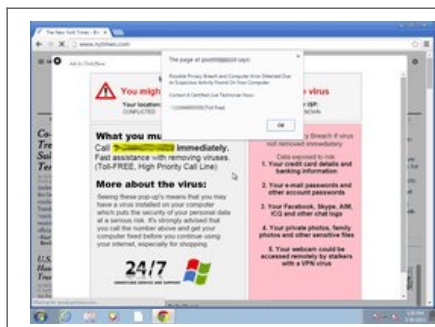 The New York Times
www.nytimes.com
The page at says:
Possible Privacy Breach and Computer Error Detected Due
to Suspicious Activity Found On Your Computer.
Contact A Certified Live Technician Now:
(Toll Free)
OK
You might
virus
Your location:
ISP:
What you mu
Call immediately.
Fast assistance with removing viruses.
(Toll-FREE, High Priority Call Line)
More about the virus:
Seeing these pop-up's means that you may
have a virus installed on your computer
which puts the security of your personal data
at a serious risk. It's strongly advised that
you call the number above and get your
computer fixed before you continue using
your internet, especially for shopping.
24/7
Breach if virus
not removed immediately.
Data exposed to risk:
1. Your credit card details and
banking information
2. Your e-mail passwords and
other account passwords
3. Your Facebook, Skype, AIM,
ICQ and other chat logs
4. Your private photos, family
photos and other sensitive files
5. Your webcam could be
accessed remotely by stalkers
with a VPN virus